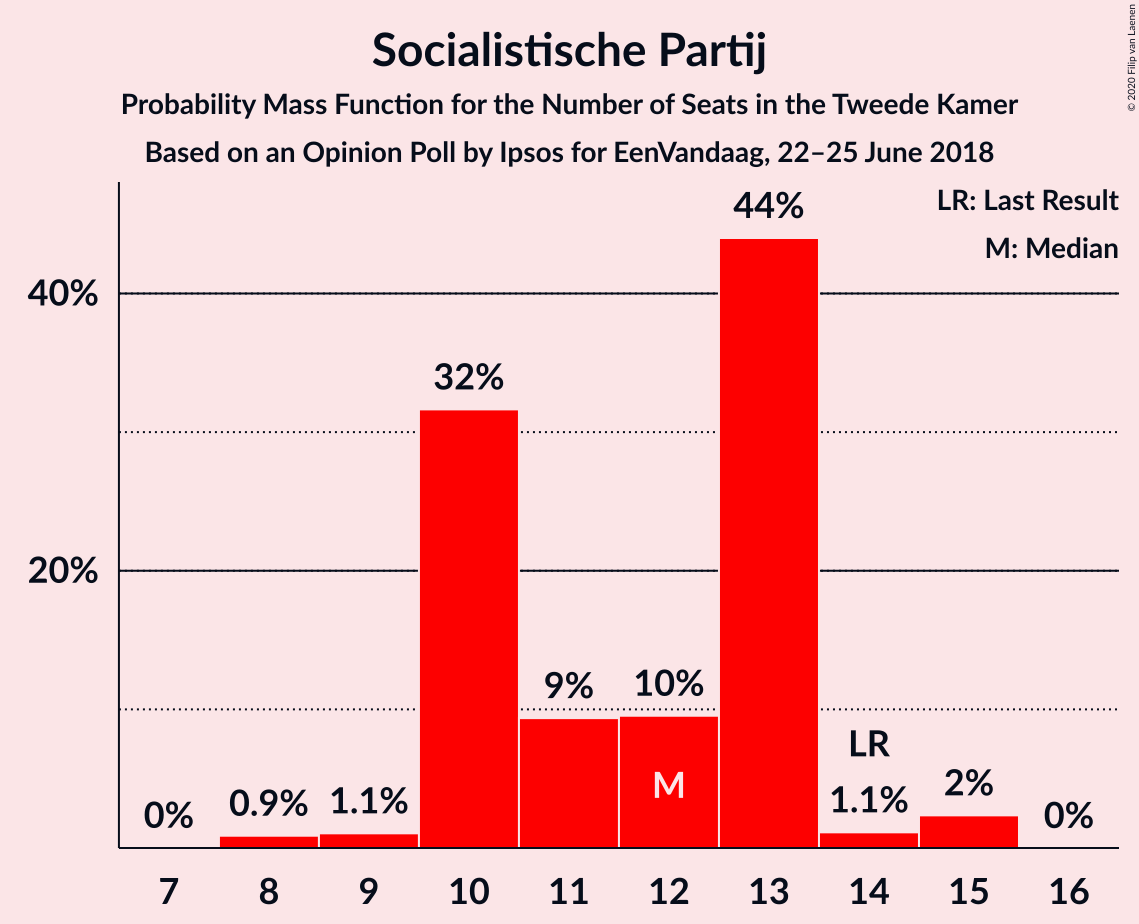 Socialistische Partij
Probability Mass Function for the Number of Seats in the Tweede Kamer
Based on an Opinion Poll by Ipsos for EenVandaag, 22–25 June 2018
© 2020 Filip van Laenen
LR: Last Result
M: Median
40%
20%
0%
0.9%
1.1%
32%
9%
10%
M
44%
LR
1.1%
2%
0%
7 8 9 10 11 12 13 14 15 16